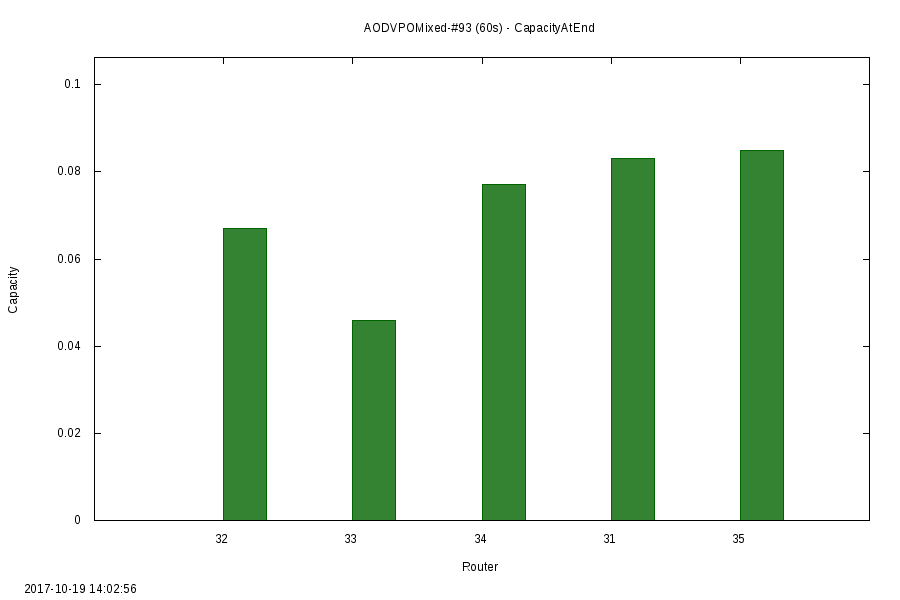 AODVPOMixed-#93 (60s) - CapacityAtEnd
0.1
0.08
0.06
0.04
0.02
0
Capacity
32 33 34 31 35
Router
2017-10-19 14:02:56